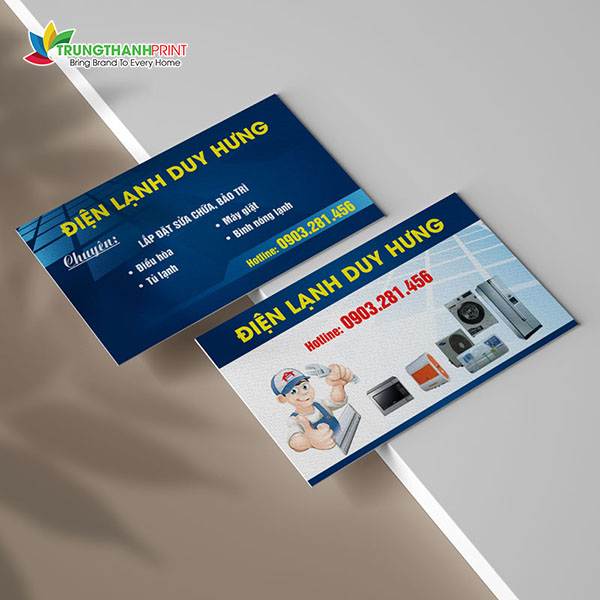 TRUNGTHANHPRINT
Bring Brand To Every Home
ĐIỆN LẠNH DUY HƯNG
Chuyên:
LẮP ĐẶT SỬA CHỮA, BẢO TRÌ
• Điều hòa
• Tủ lạnh
• Máy giặt
• Bình nóng lạnh
Hotline: 0903.281.456
ĐIỆN LẠNH DUY HƯNG
Hotline: 0903.281.456